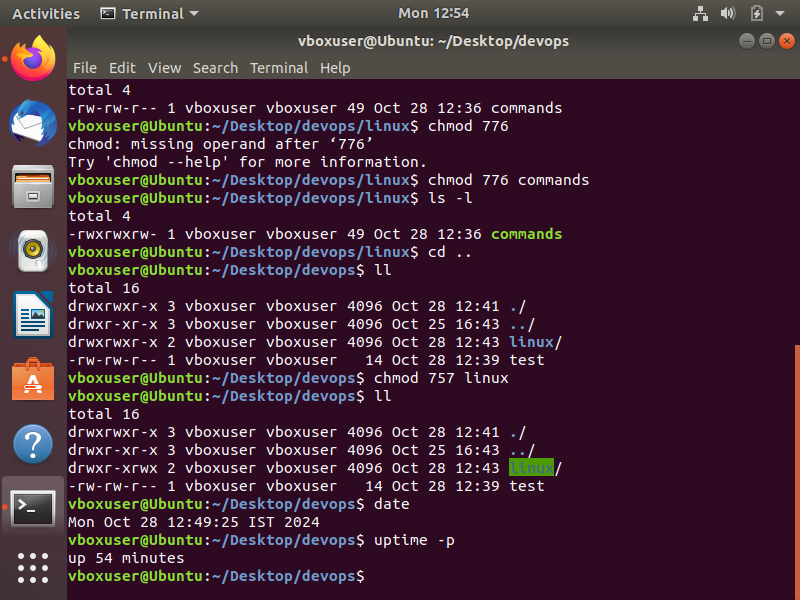 Activities Terminal Mon 12:54
vboxuser@Ubuntu: ~/Desktop/devops
File Edit View Search Terminal Help
total 4
-rw-rw-r-- 1 vboxuser vboxuser 49 Oct 28 12:36 commands
vboxuser@Ubuntu:~/Desktop/devops/linux$ chmod 776
chmod: missing operand after ‘776’
Try 'chmod --help' for more information.
vboxuser@Ubuntu:~/Desktop/devops/linux$ chmod 776 commands
vboxuser@Ubuntu:~/Desktop/devops/linux$ ls -l
total 4
-rwxrwxrw- 1 vboxuser vboxuser 49 Oct 28 12:36 commands
vboxuser@Ubuntu:~/Desktop/devops/linux$ cd ..
vboxuser@Ubuntu:~/Desktop/devops$ ll
total 16
drwxrwxr-x 3 vboxuser vboxuser 4096 Oct 28 12:41 ./
drwxr-xr-x 3 vboxuser vboxuser 4096 Oct 25 16:43 ../
drwxrwxr-x 2 vboxuser vboxuser 4096 Oct 28 12:43 linux/
-rw-rw-r-- 1 vboxuser vboxuser   14 Oct 28 12:39 test
vboxuser@Ubuntu:~/Desktop/devops$ chmod 757 linux
vboxuser@Ubuntu:~/Desktop/devops$ ll
total 16
drwxrwxr-x 3 vboxuser vboxuser 4096 Oct 28 12:41 ./
drwxr-xr-x 3 vboxuser vboxuser 4096 Oct 25 16:43 ../
drwxr-xrwx 2 vboxuser vboxuser 4096 Oct 28 12:43 linux/
-rw-rw-r-- 1 vboxuser vboxuser   14 Oct 28 12:39 test
vboxuser@Ubuntu:~/Desktop/devops$ date
Mon Oct 28 12:49:25 IST 2024
vboxuser@Ubuntu:~/Desktop/devops$ uptime -p
up 54 minutes
vboxuser@Ubuntu:~/Desktop/devops$